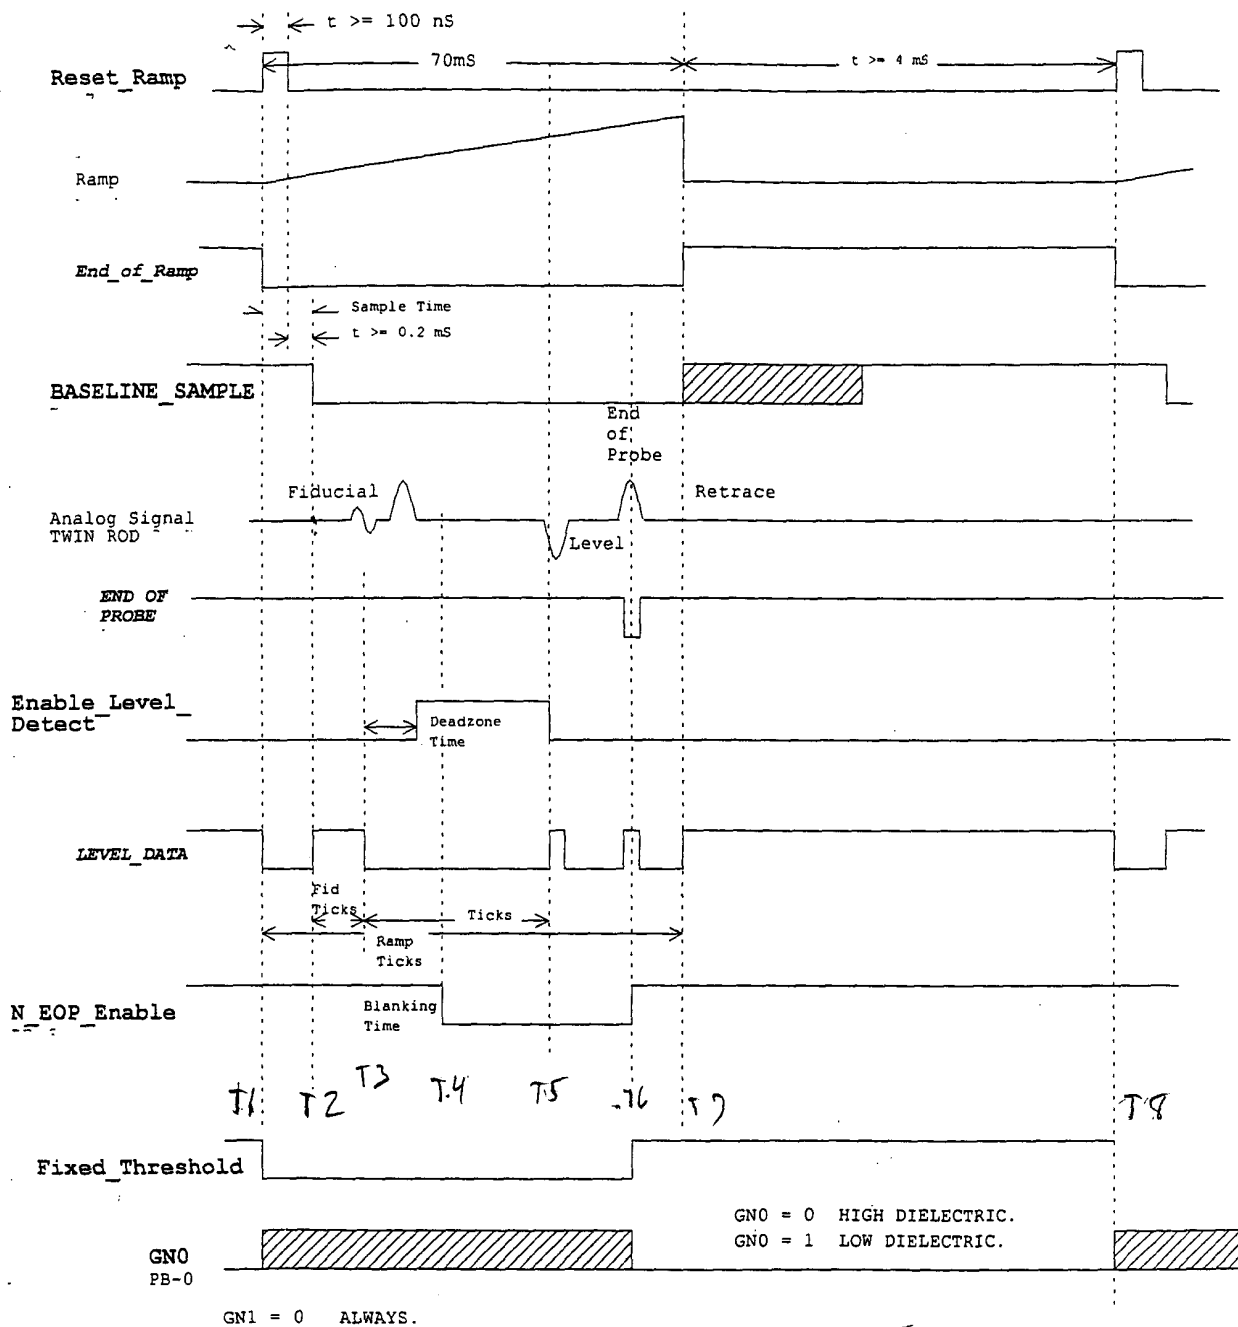 t >= 100 nS
70mS
t >= 4 mS
Reset_Ramp
Ramp
End_of_Ramp
Sample Time
t >= 0.2 mS
BASELINE_SAMPLE
End
of
Probe
Fiducial
Retrace
Analog Signal
TWIN ROD
Level
END OF
PROBE
Enable_Level_
Detect
Deadzone
Time
LEVEL_DATA
Fid
Ticks
Ticks
Ramp
Ticks
N_EOP_Enable
Blanking
Time
T1 T2 T3 T4 T5 T6 T7 T8
Fixed_Threshold
GN0 = 0 HIGH DIELECTRIC.
GN0 = 1 LOW DIELECTRIC.
GN0
PB-0
GN1 = 0 ALWAYS.